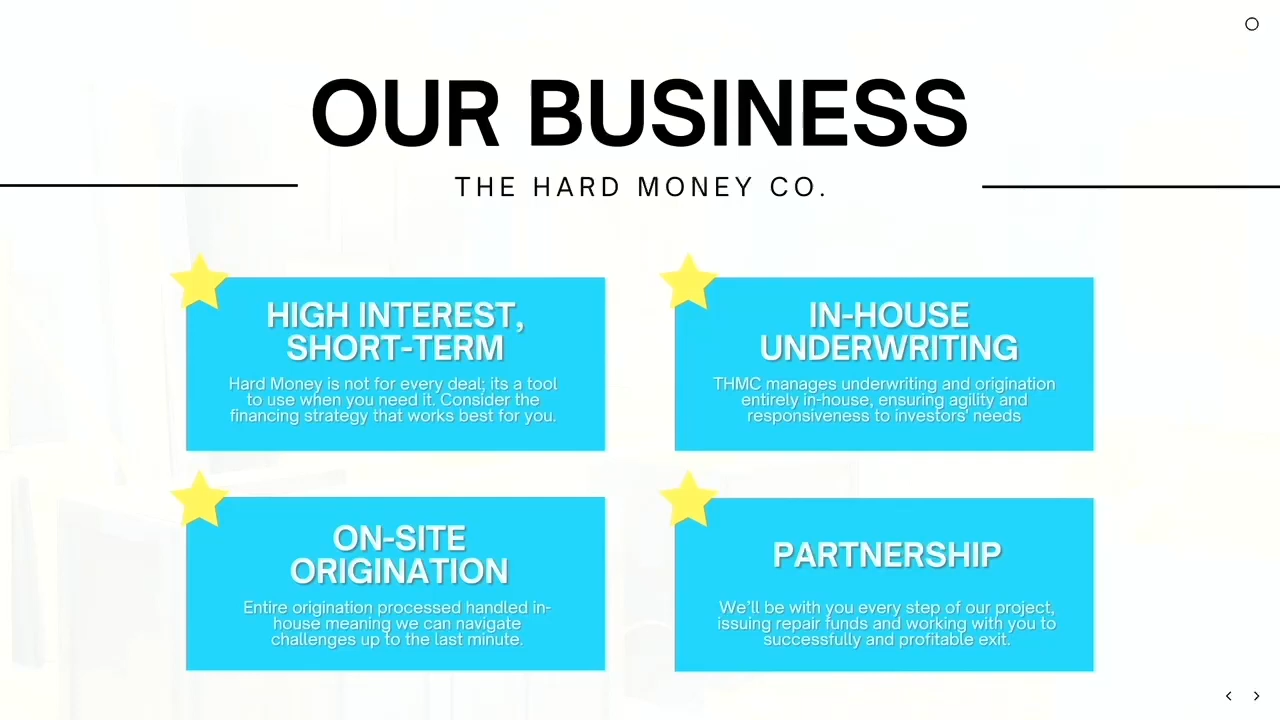 OUR BUSINESS
THE HARD MONEY CO.
HIGH INTEREST,
SHORT-TERM
Hard Money is not for every deal; its a tool
to use when you need it. Consider the
financing strategy that works best for you.
IN-HOUSE
UNDERWRITING
THMC manages underwriting and origination
entirely in-house, ensuring agility and
responsiveness to investors' needs
ON-SITE
ORIGINATION
Entire origination processed handled in-
house meaning we can navigate
challenges up to the last minute.
PARTNERSHIP
We’ll be with you every step of our project,
issuing repair funds and working with you to
successfully and profitable exit.